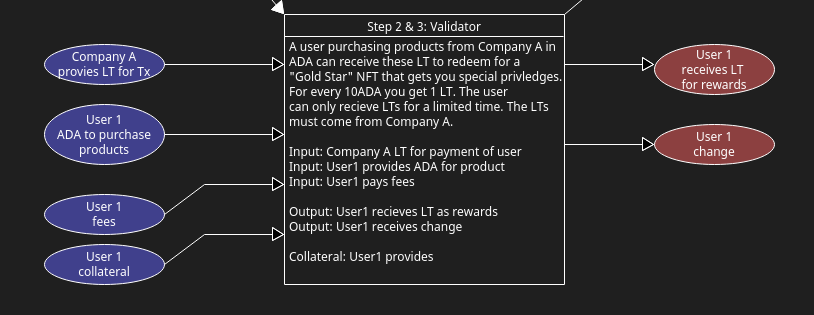 Step 2 & 3: Validator
Company A
provies LT for Tx
User 1
ADA to purchase
products
User 1
fees
User 1
collateral
A user purchasing products from Company A in
ADA can receive these LT to redeem for a
"Gold Star" NFT that gets you special privledges.
For every 10ADA you get 1 LT. The user
can only recieve LTs for a limited time. The LTs
must come from Company A.
Input: Company A LT for payment of user
Input: User1 provides ADA for product
Input: User1 pays fees
Output: User1 recieves LT as rewards
Output: User1 receives change
Collateral: User1 provides
User 1
receives LT
for rewards
User 1
change